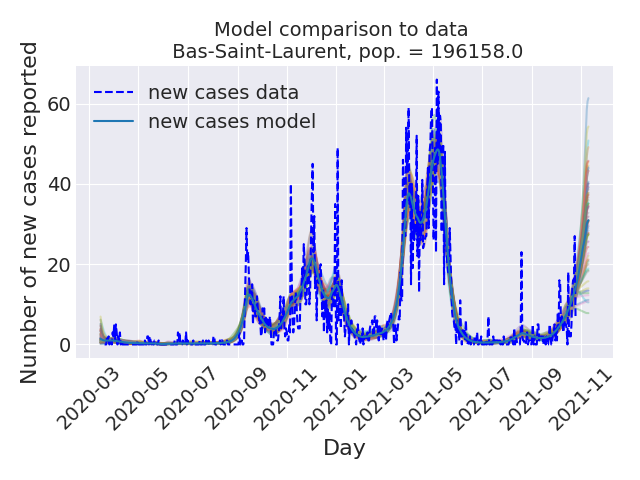 Model comparison to data
Bas-Saint-Laurent, pop. = 196158.0
Number of new cases reported
60
40
20
0
new cases data
new cases model
2020-03
2020-05
2020-07
2020-09
2020-11
2021-01
2021-03
2021-05
2021-07
2021-09
2021-11
Day